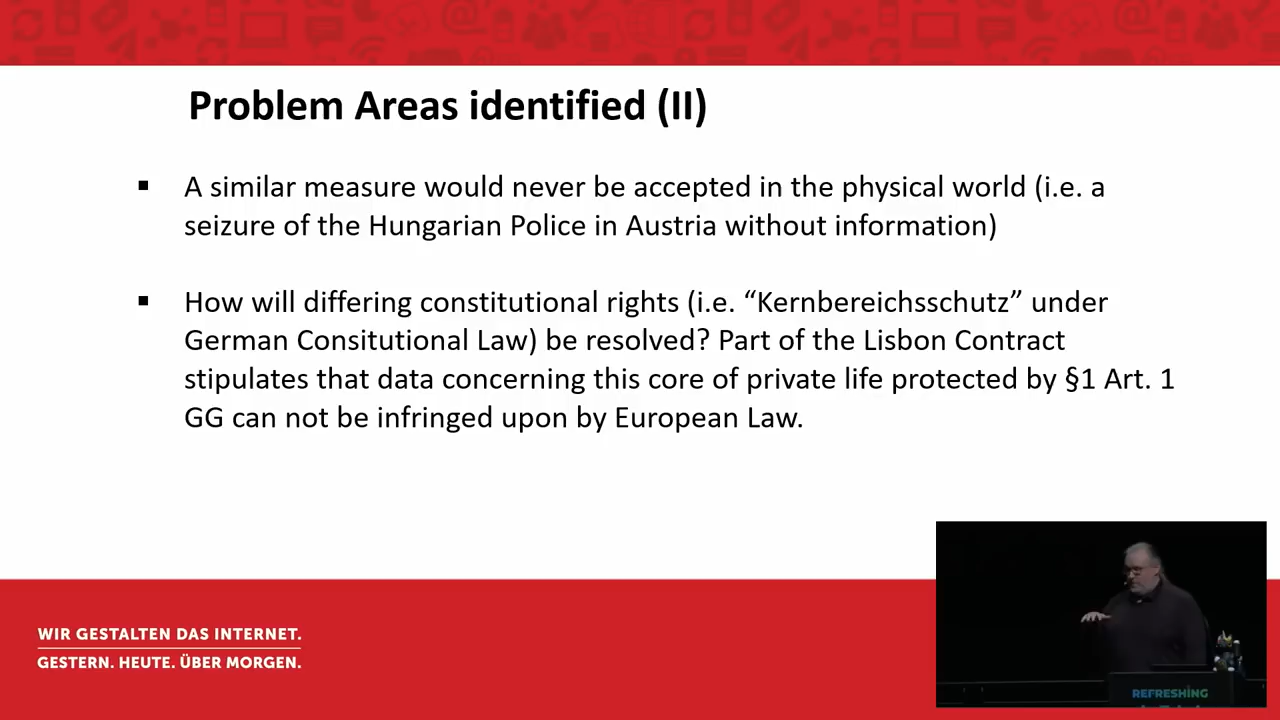 Problem Areas identified (II)
▪ A similar measure would never be accepted in the physical world (i.e. a
seizure of the Hungarian Police in Austria without information)
▪ How will differing constitutional rights (i.e. “Kernbereichsschutz” under
German Consitutional Law) be resolved? Part of the Lisbon Contract
stipulates that data concerning this core of private life protected by §1 Art. 1
GG can not be infringed upon by European Law.
WIR GESTALTEN DAS INTERNET.
GESTERN. HEUTE. ÜBER MORGEN.
REFRESHING